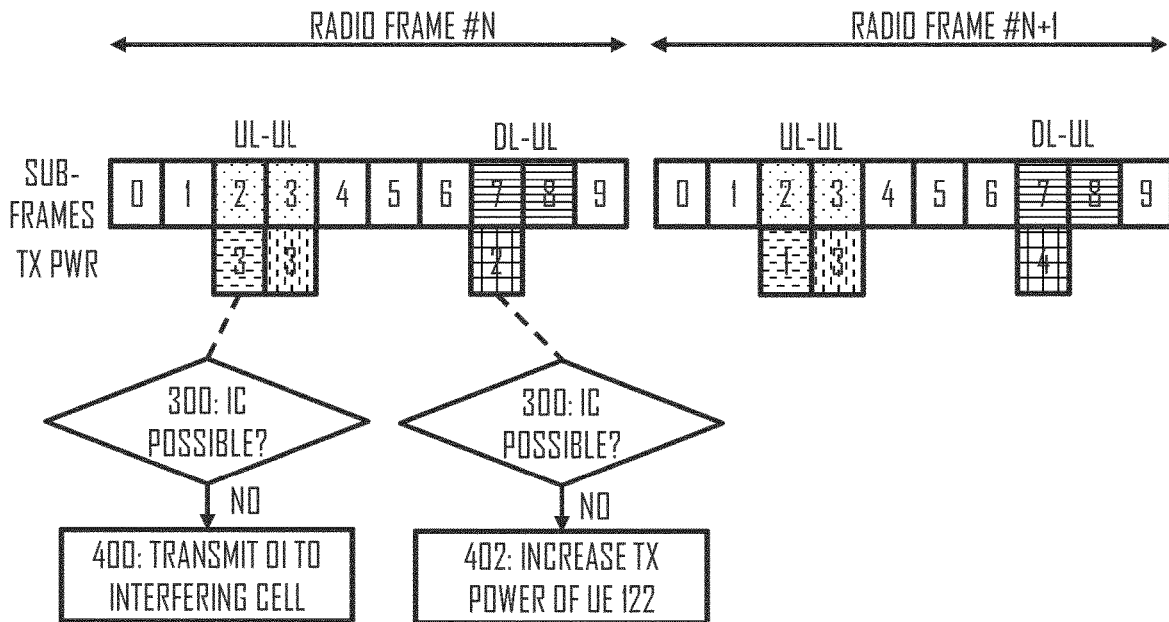 RADIO FRAME #N RADIO FRAME #N+1
UL-UL DL-UL UL-UL DL-UL
SUB-
FRAMES
0 1 2 3 4 5 6 7 8 9 0 1 2 3 4 5 6 7 8 9
TX PWR 3 3 2 1 3 4
300: IC
POSSIBLE?
NO
400: TRANSMIT OI TO
INTERFERING CELL
300: IC
POSSIBLE?
NO
402: INCREASE TX
POWER OF UE 122